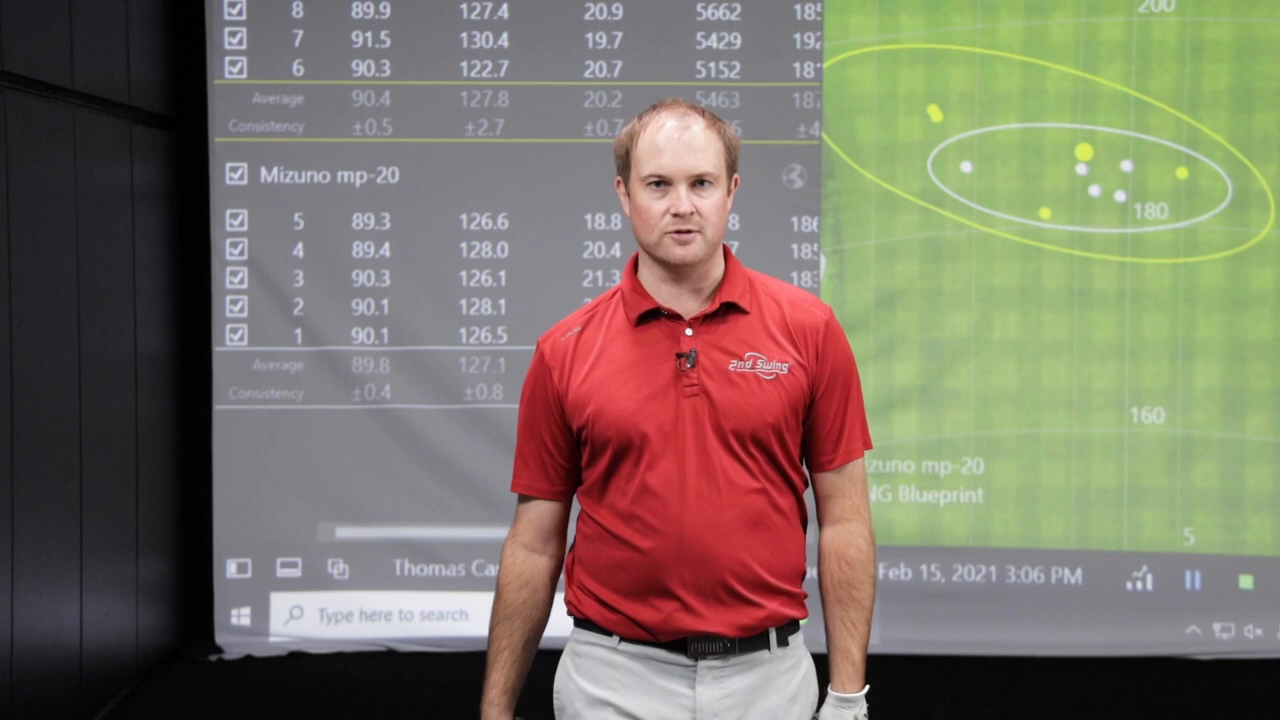 8 89.9 127.4 20.9 5662
7 91.5 130.4 19.7 5429
6 90.3 122.7 20.7 5152
Average 90.4 127.8 20.2 5463
Consistency ±0.5 ±2.7
Mizuno mp-20
5 89.3 126.6 18.8
4 89.4 128.0 20.4
3 90.3 126.1 21.3
2 90.1 128.1
1 90.1 126.5
Average 89.8 127.1
Consistency ±0.4 ±0.8
Thomas
Type here to search
2nd Swing
200
180
160
mp-20
Blueprint
5
Feb 15, 2021 3:06 PM